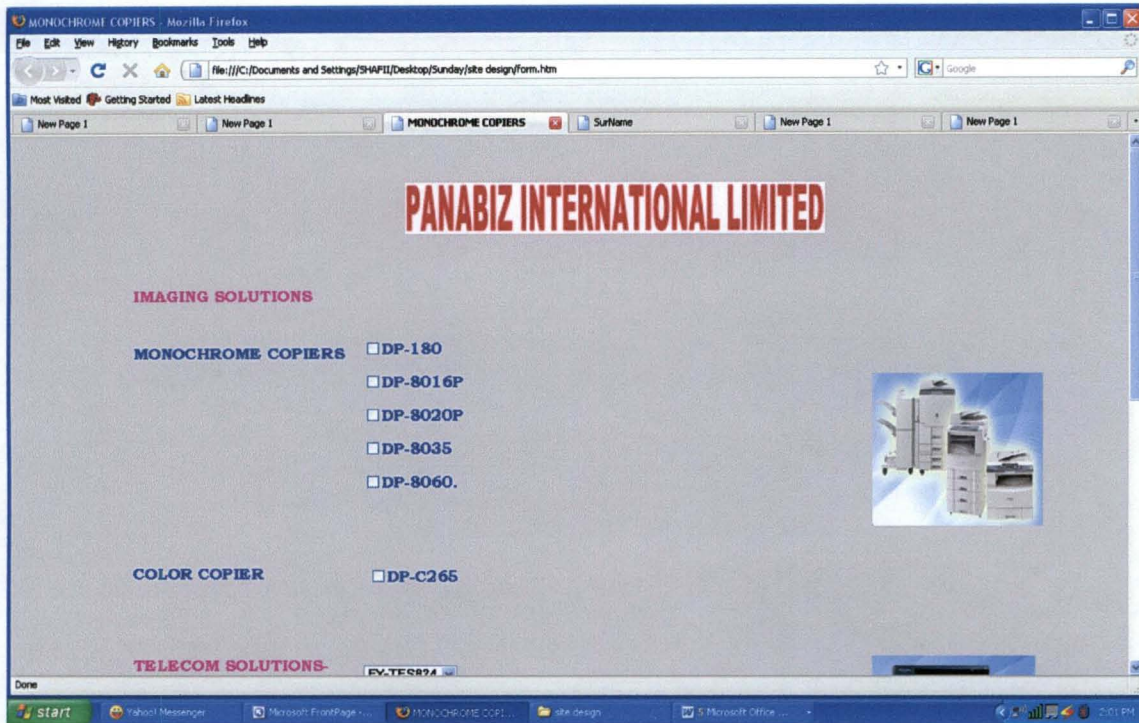 MONOCHROME COPIERS - Mozilla Firefox
File Edit View History Bookmarks Tools Help
file:///C:/Documents and Settings/SHAFII/Desktop/Sunday/site design/form.htm
Google
Most Visited Getting Started Latest Headlines
New Page 1 New Page 1 MONOCHROME COPIERS SurName New Page 1 New Page 1
PANABIZ INTERNATIONAL LIMITED
IMAGING SOLUTIONS
MONOCHROME COPIERS DP-180
DP-8016P
DP-8020P
DP-8035
DP-8060.
COLOR COPIER DP-C265
TELECOM SOLUTIONS-
Done
start Yahoo! Messenger Microsoft FrontPage - ... MONOCHROME COPI... site design 5 Microsoft Office ... 2:01 PM